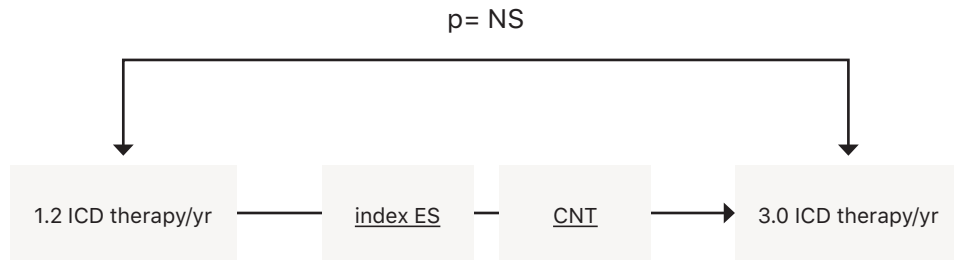 p= NS
1.2 ICD therapy/yr
index ES
CNT
3.0 ICD therapy/yr